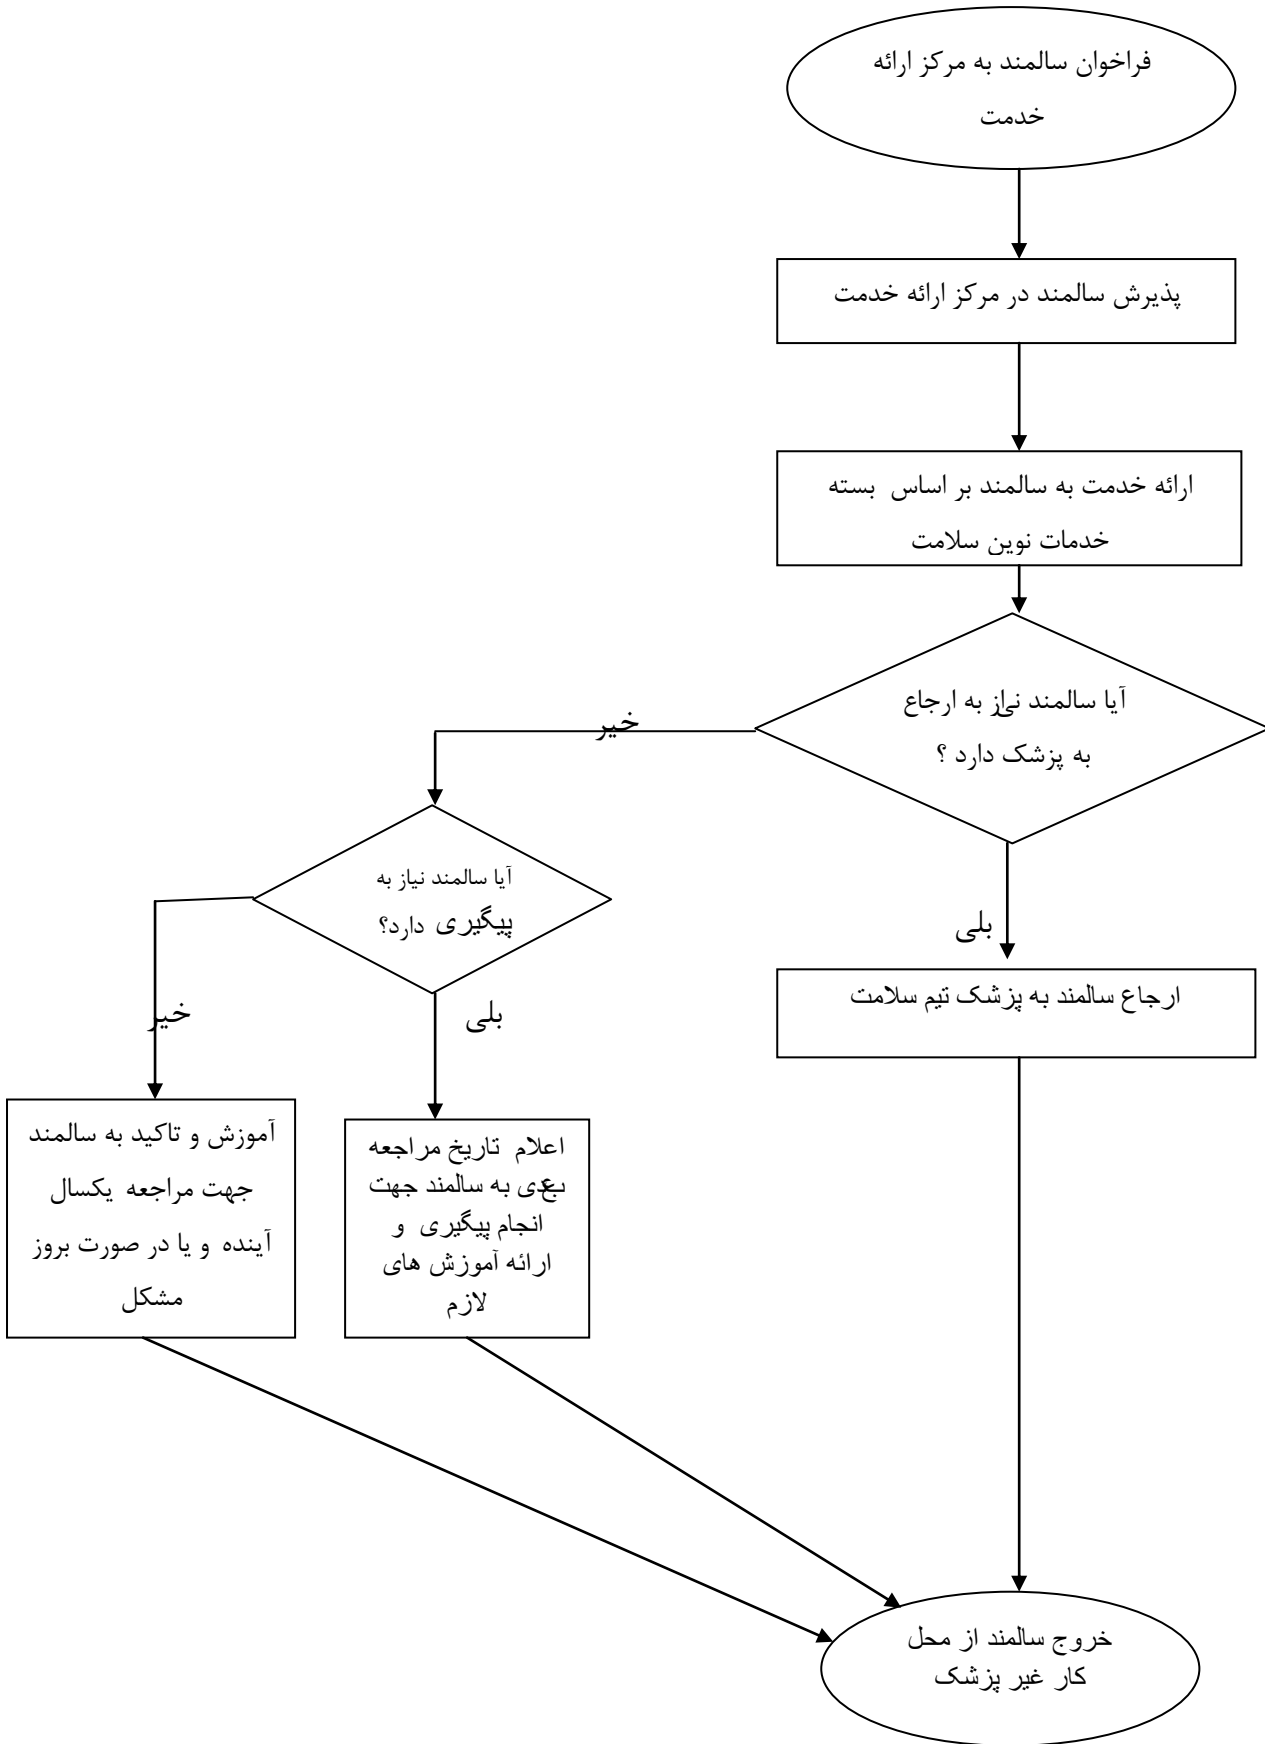 فراخوان سالمند به مرکز ارائه
خدمت
پذیرش سالمند در مرکز ارائه خدمت
ارائه خدمت به سالمند بر اساس بسته
خدمات نوین سلامت
آیا سالمند نیاز به ارجاع
به پزشک دارد ؟
خیر
بلی
ارجاع سالمند به پزشک تیم سلامت
آیا سالمند نیاز به
پیگیری دارد؟
بلی
خیر
اعلام تاریخ مراجعه
بعدی به سالمند جهت
انجام پیگیری و
ارائه آموزش های
لازم
آموزش و تاکید به سالمند
جهت مراجعه یکسال
آینده و یا در صورت بروز
مشکل
خروج سالمند از محل
کار غیر پزشک